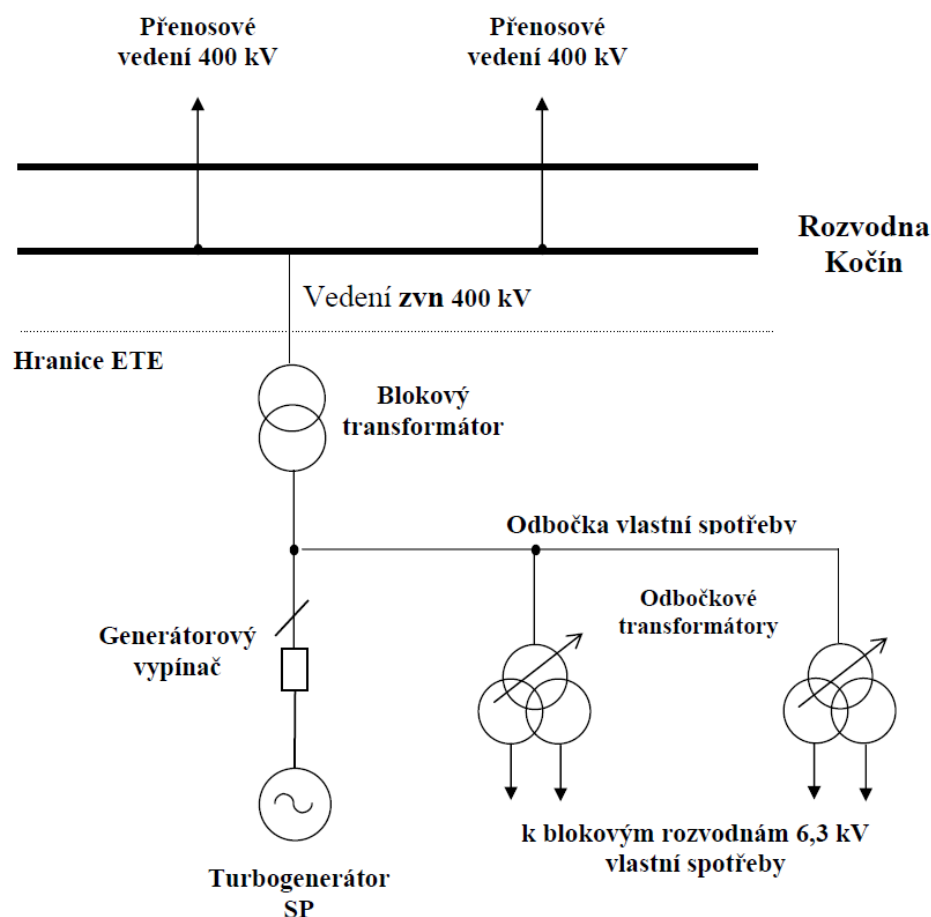 Přenosové
vedení 400 kV
Přenosové
vedení 400 kV
Rozvodna
Kočín
Vedení zvn 400 kV
Hranice ETE
Blokový
transformátor
Odbočka vlastní spotřeby
Odbočkové
transformátory
Generátorový
vypínač
k blokovým rozvodnám 6,3 kV
vlastní spotřeby
Turbogenerátor
SP